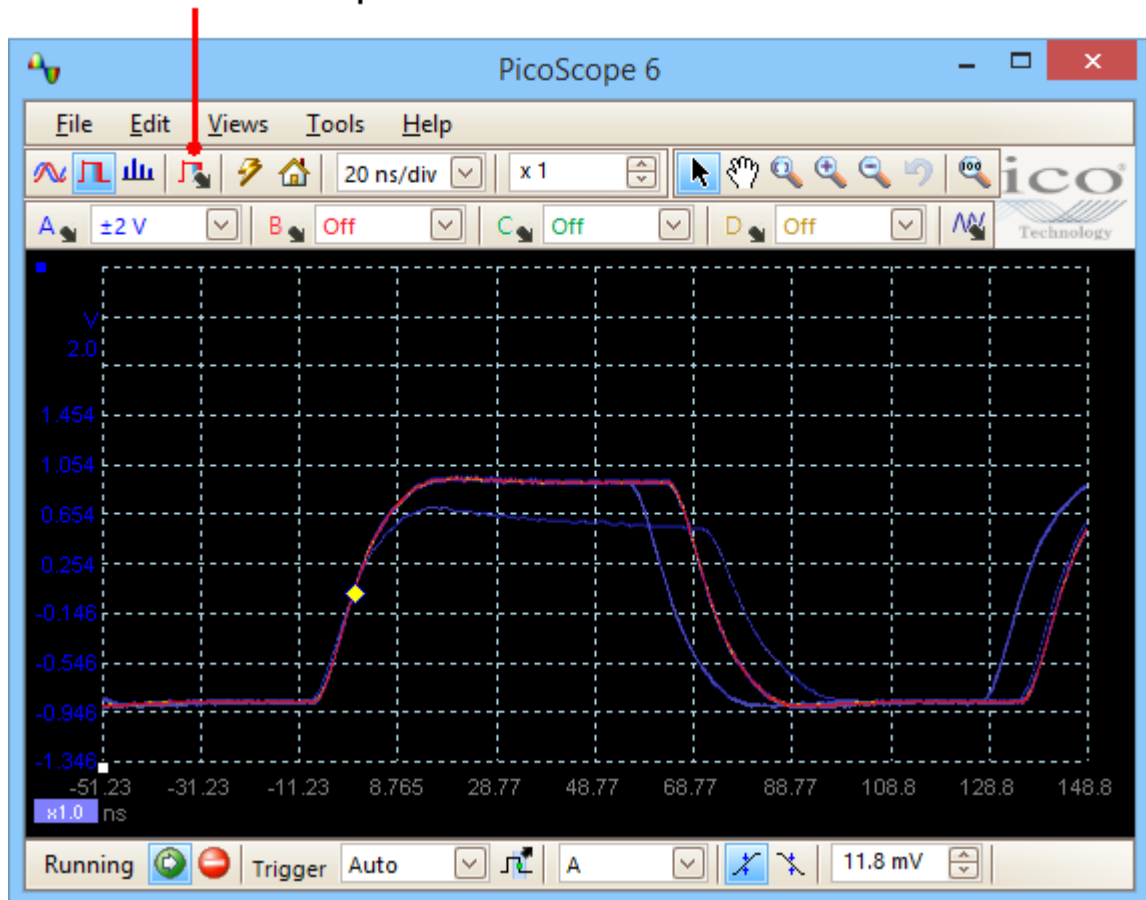 PicoScope 6
File Edit Views Tools Help
20 ns/div x 1 100
ico
A ±2 V B Off C Off D Off
Technology
V
2.0
1.454
1.054
0.654
0.254
-0.146
-0.546
-0.946
-1.346
-51.23 -31.23 -11.23 8.765 28.77 48.77 68.77 88.77 108.8 128.8 148.8
x1.0 ns
Running Trigger Auto A 11.8 mV